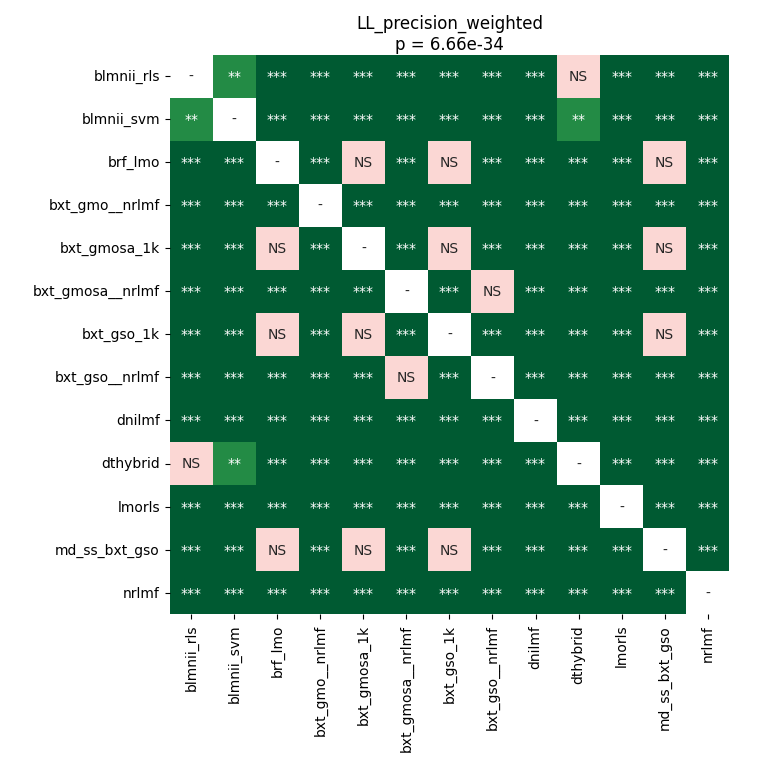 LL_precision_weighted
p = 6.66e-34
blmnii_rls - ** *** *** *** *** *** *** *** NS *** *** ***
blmnii_svm ** - *** *** *** *** *** *** *** ** *** *** ***
brf_lmo *** *** - *** NS *** NS *** *** *** *** NS ***
bxt_gmo__nrlmf *** *** *** - *** *** *** *** *** *** *** *** ***
bxt_gmosa_1k *** *** NS *** - *** NS *** *** *** *** NS ***
bxt_gmosa__nrlmf *** *** *** *** *** - *** NS *** *** *** *** ***
bxt_gso_1k *** *** NS *** NS *** - *** *** *** *** NS ***
bxt_gso__nrlmf *** *** *** *** *** NS *** - *** *** *** *** ***
dnilmf *** *** *** *** *** *** *** *** - *** *** *** ***
dthybrid NS ** *** *** *** *** *** *** *** - *** *** ***
lmorls *** *** *** *** *** *** *** *** *** *** - *** ***
md_ss_bxt_gso *** *** NS *** NS *** NS *** *** *** *** - ***
nrlmf *** *** *** *** *** *** *** *** *** *** *** *** -
blmnii_rls
blmnii_svm
brf_lmo
bxt_gmo__nrlmf
bxt_gmosa_1k
bxt_gmosa__nrlmf
bxt_gso_1k
bxt_gso__nrlmf
dnilmf
dthybrid
lmorls
md_ss_bxt_gso
nrlmf